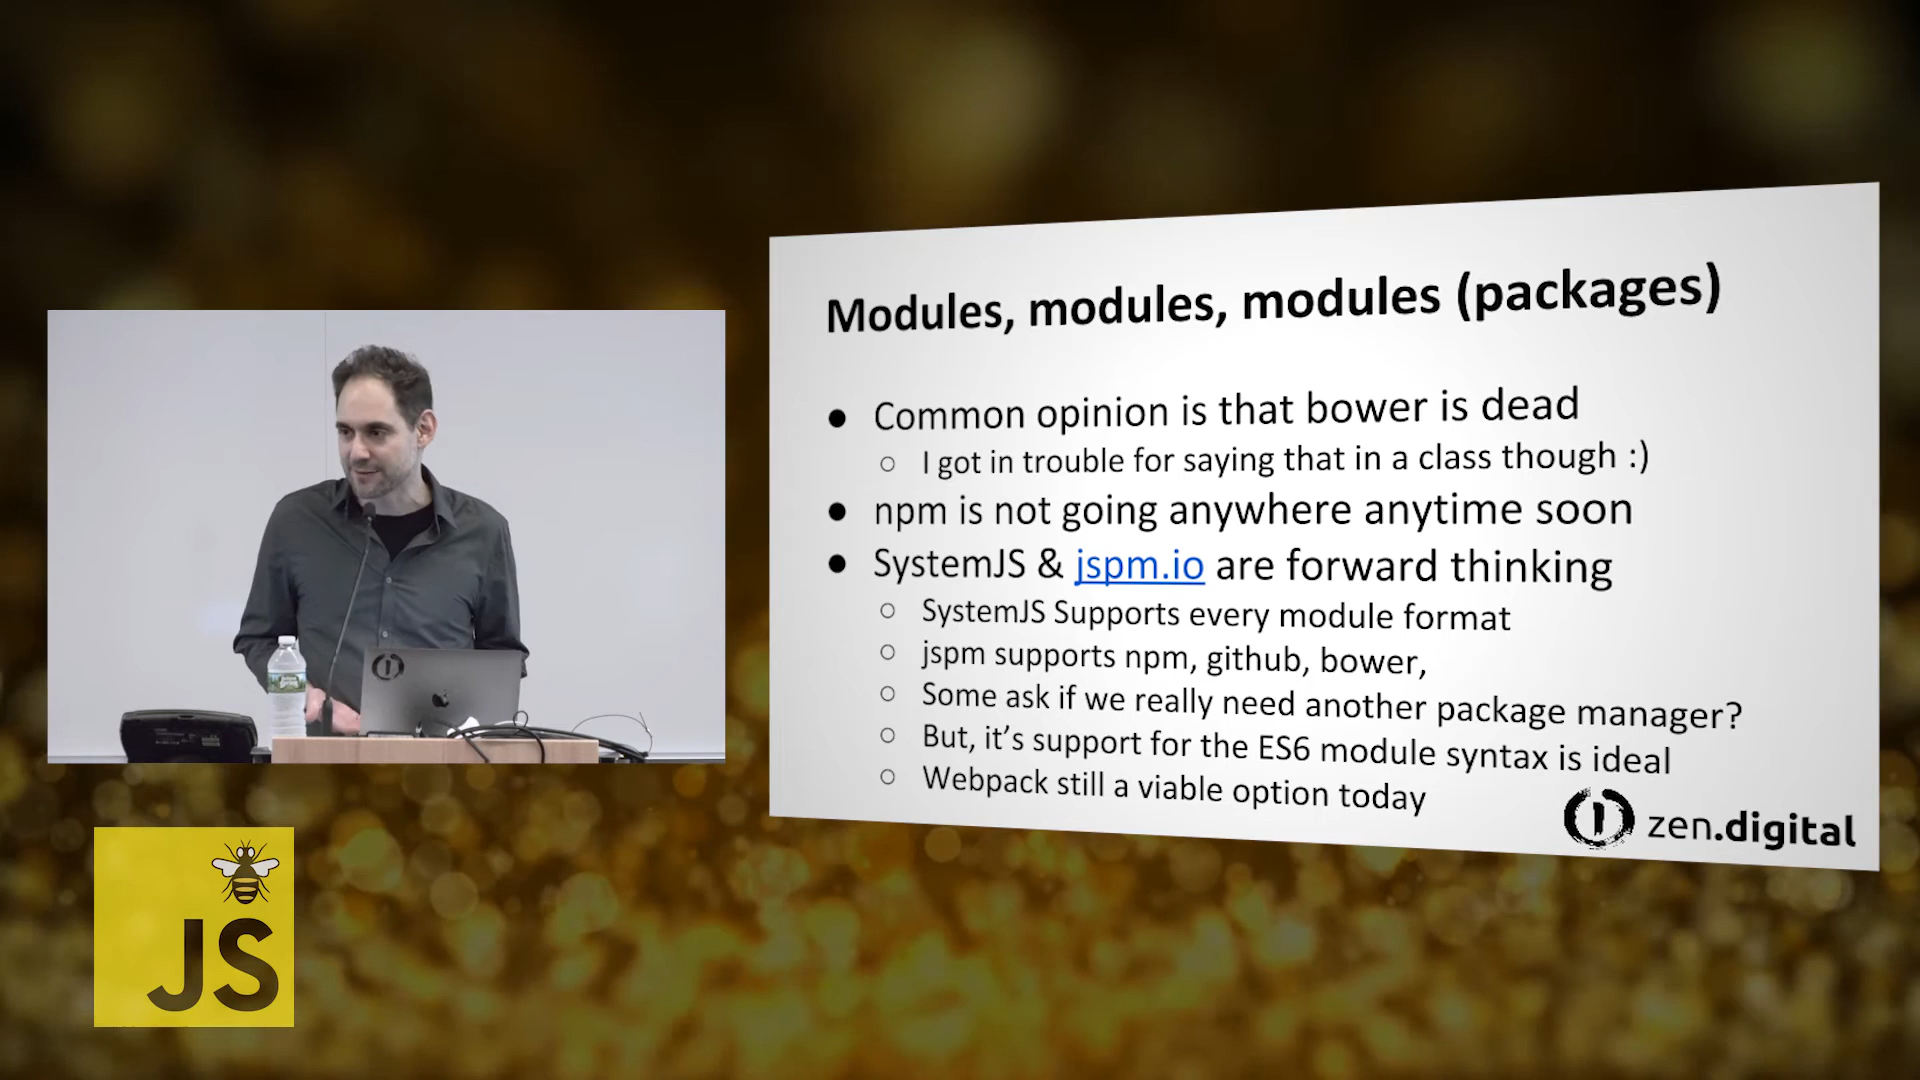 Modules, modules, modules (packages)
● Common opinion is that bower is dead
○ I got in trouble for saying that in a class though :)
● npm is not going anywhere anytime soon
● SystemJS & jspm.io are forward thinking
○ SystemJS Supports every module format
○ jspm supports npm, github, bower,
○ Some ask if we really need another package manager?
○ But, it's support for the ES6 module syntax is ideal
○ Webpack still a viable option today
zen.digital
JS